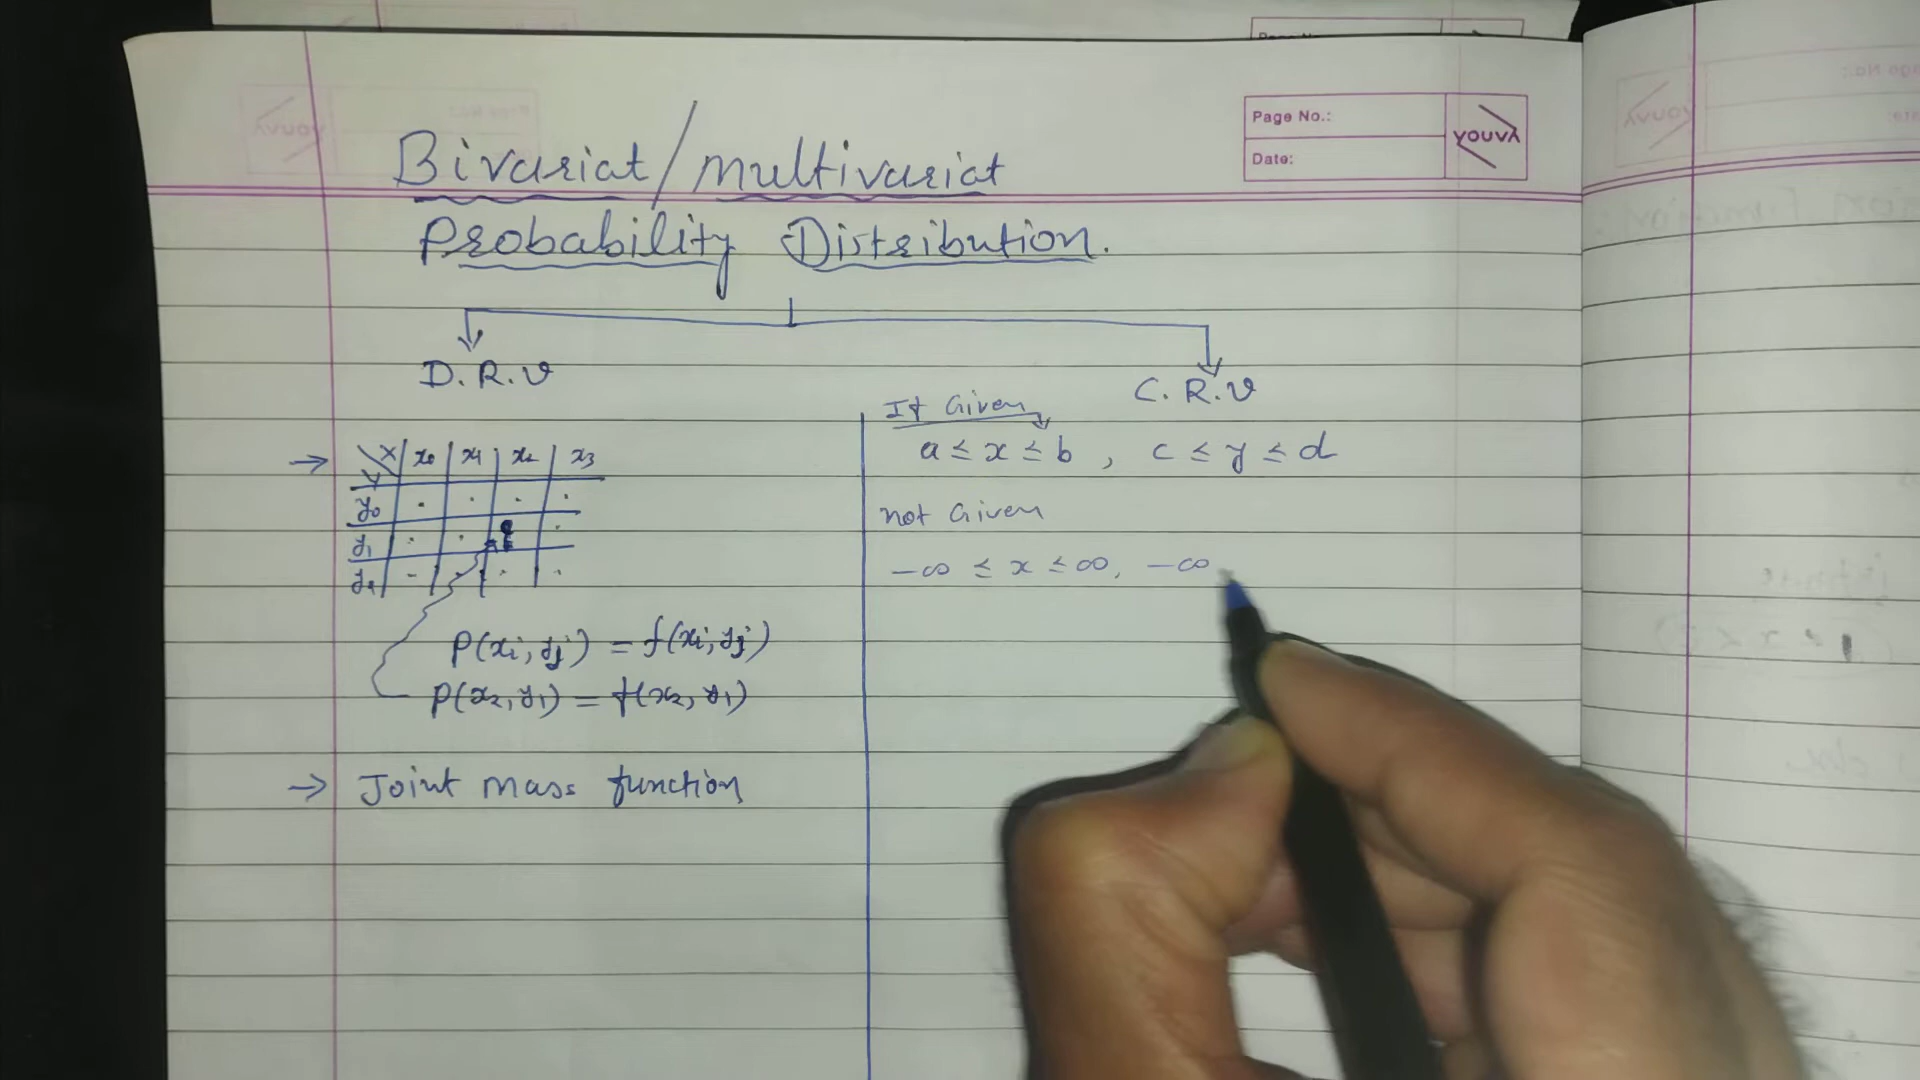 Page No.:
Date:
YOUVA
Bivariat/multivariat
Probability Distribution.
D.R.V
C.R.V
If Given
a ≤ x ≤ b , c ≤ y ≤ d
→ X x₀ x₁ x₂ x₃
Y
y₀
y₁
y₂
not Given
-∞ ≤ x ≤ ∞, -∞
P(xi, yj) = f(xi, yj)
P(x₂, y₁) = f(x₂, y₁)
→ Joint mass function